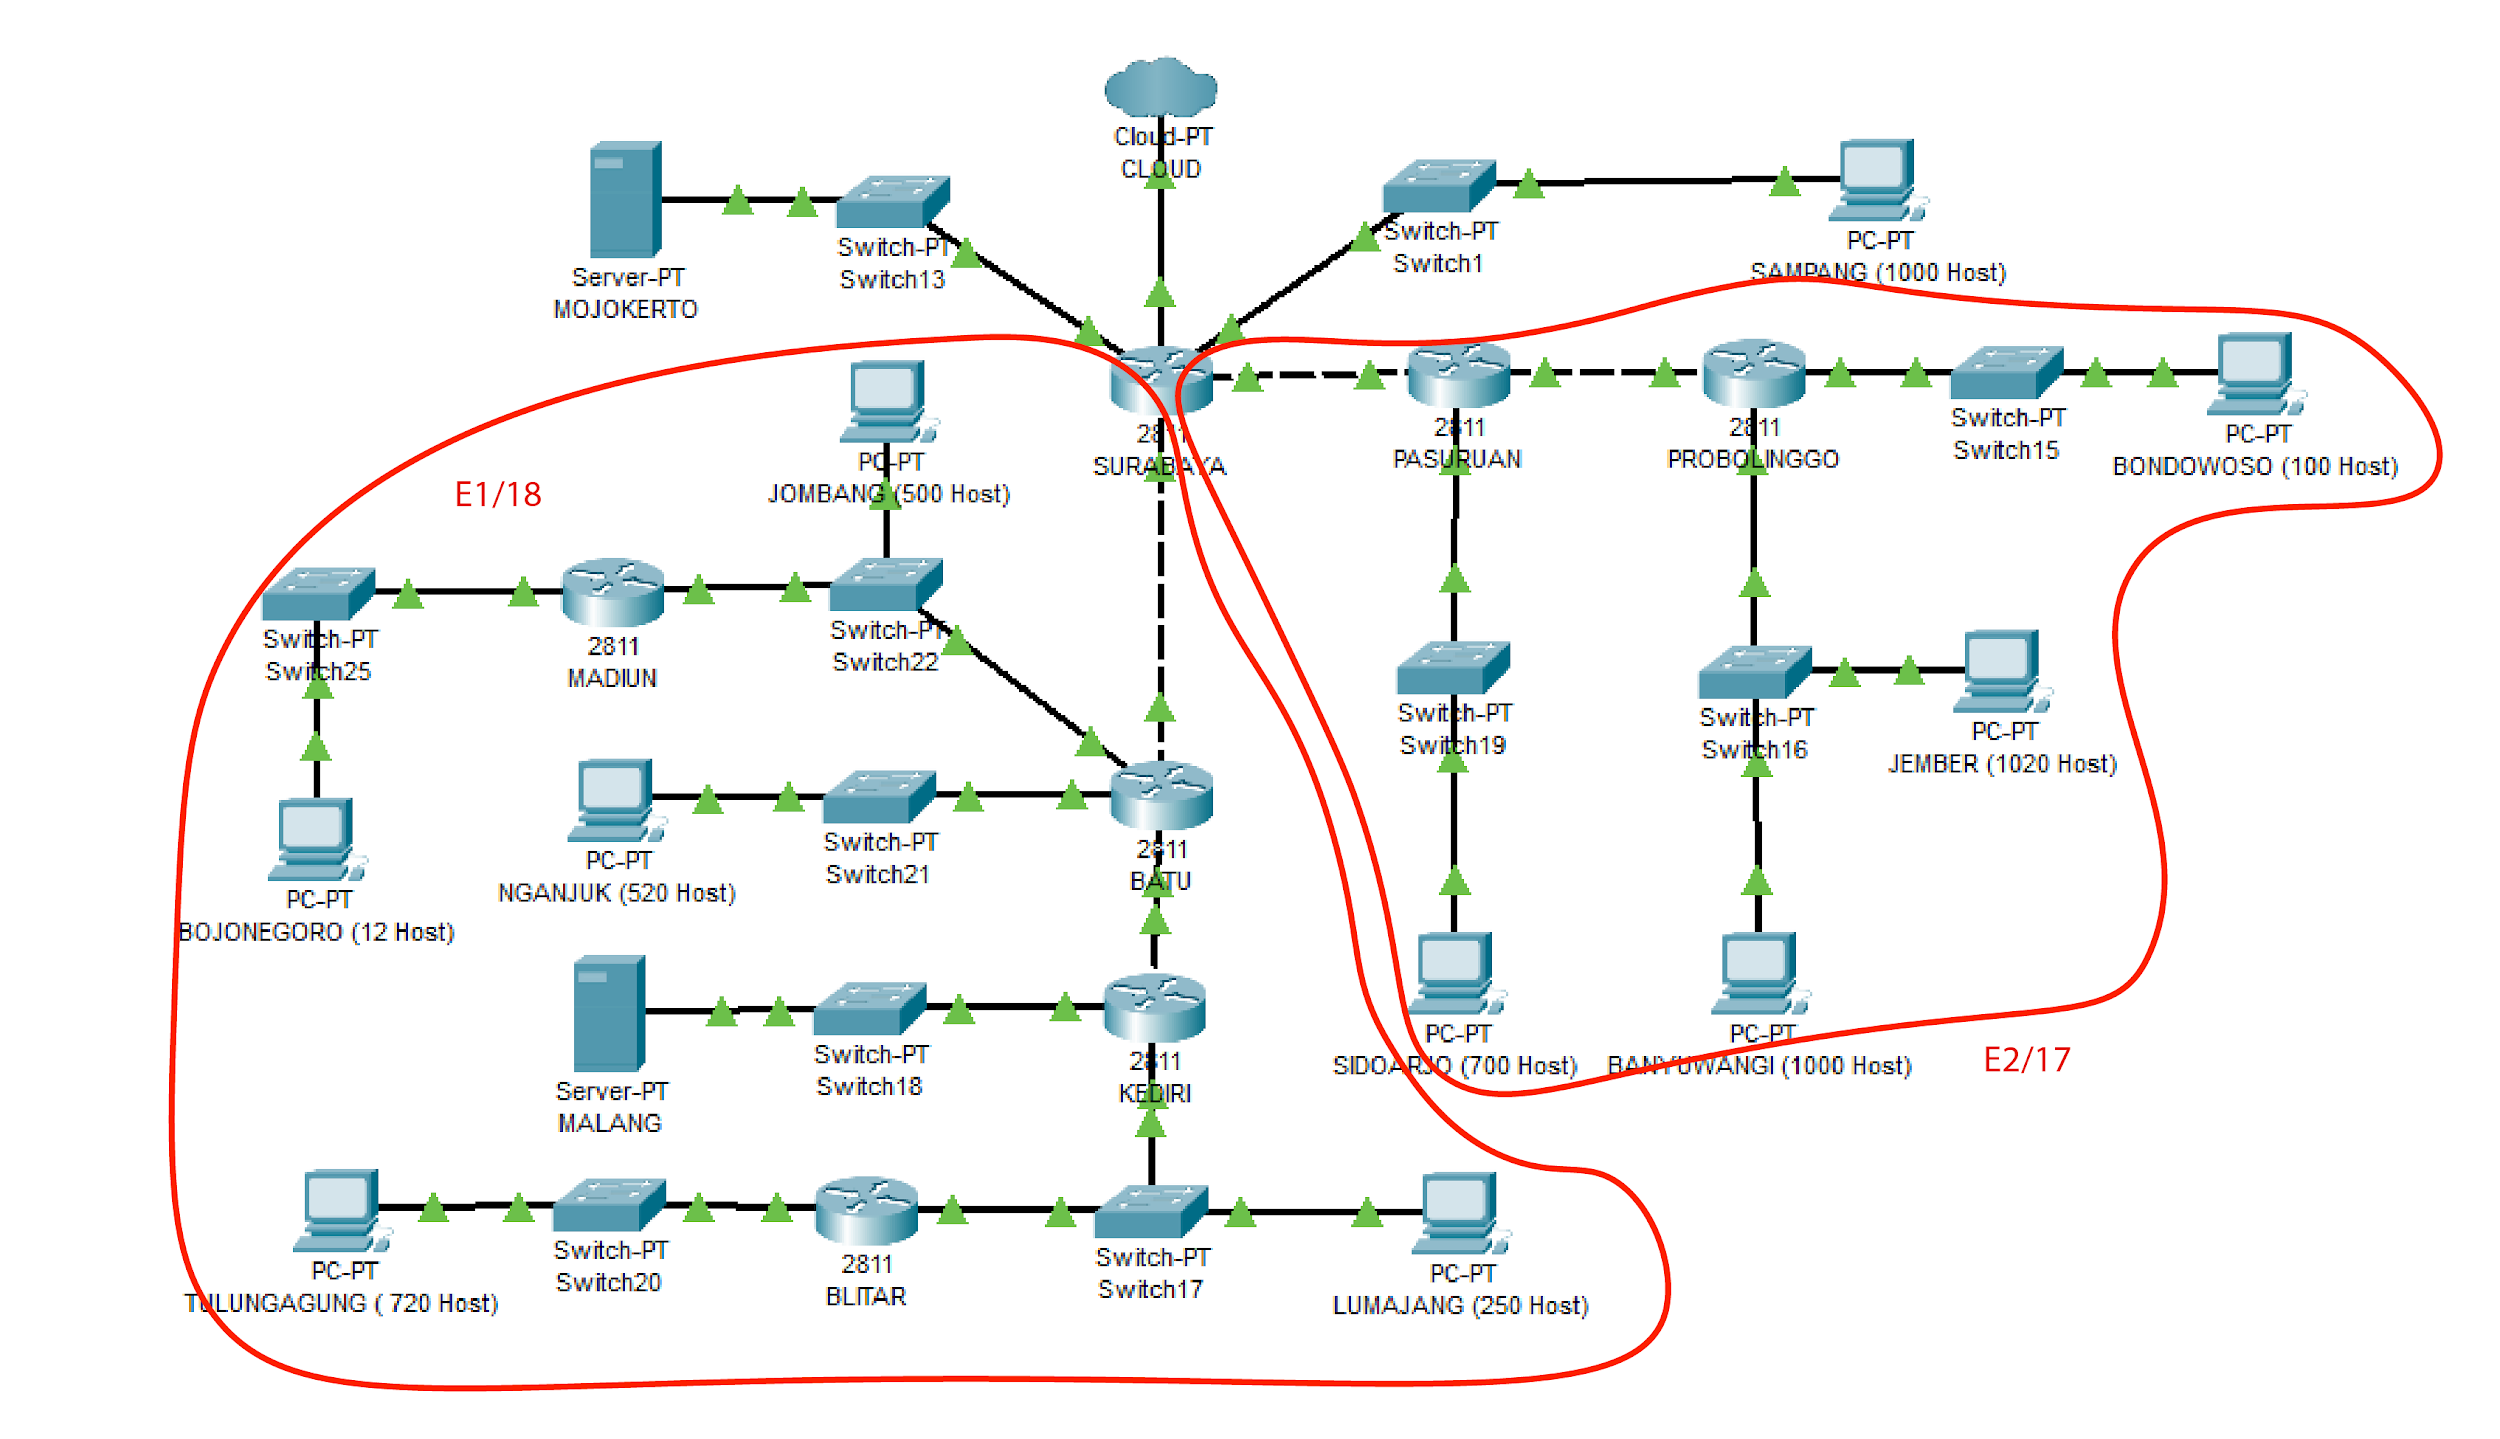 Cloud-PT
CLOUD
Server-PT
MOJOKERTO
Switch-PT
Switch13
Switch-PT
Switch1
PC-PT
SAMPANG (1000 Host)
2811
SURABAYA
2811
PASURUAN
2811
PROBOLINGGO
Switch-PT
Switch15
PC-PT
BONDOWOSO (100 Host)
E1/18
PC-PT
JOMBANG (500 Host)
Switch-PT
Switch25
2811
MADIUN
Switch-PT
Switch22
Switch-PT
Switch19
Switch-PT
Switch16
PC-PT
JEMBER (1020 Host)
PC-PT
BOJONEGORO (12 Host)
PC-PT
NGANJUK (520 Host)
Switch-PT
Switch21
2811
BATU
PC-PT
SIDOARJO (700 Host)
PC-PT
BANYUWANGI (1000 Host)
E2/17
Server-PT
MALANG
Switch-PT
Switch18
2811
KEDIRI
PC-PT
TULUNGAGUNG ( 720 Host)
Switch-PT
Switch20
2811
BLITAR
Switch-PT
Switch17
PC-PT
LUMAJANG (250 Host)